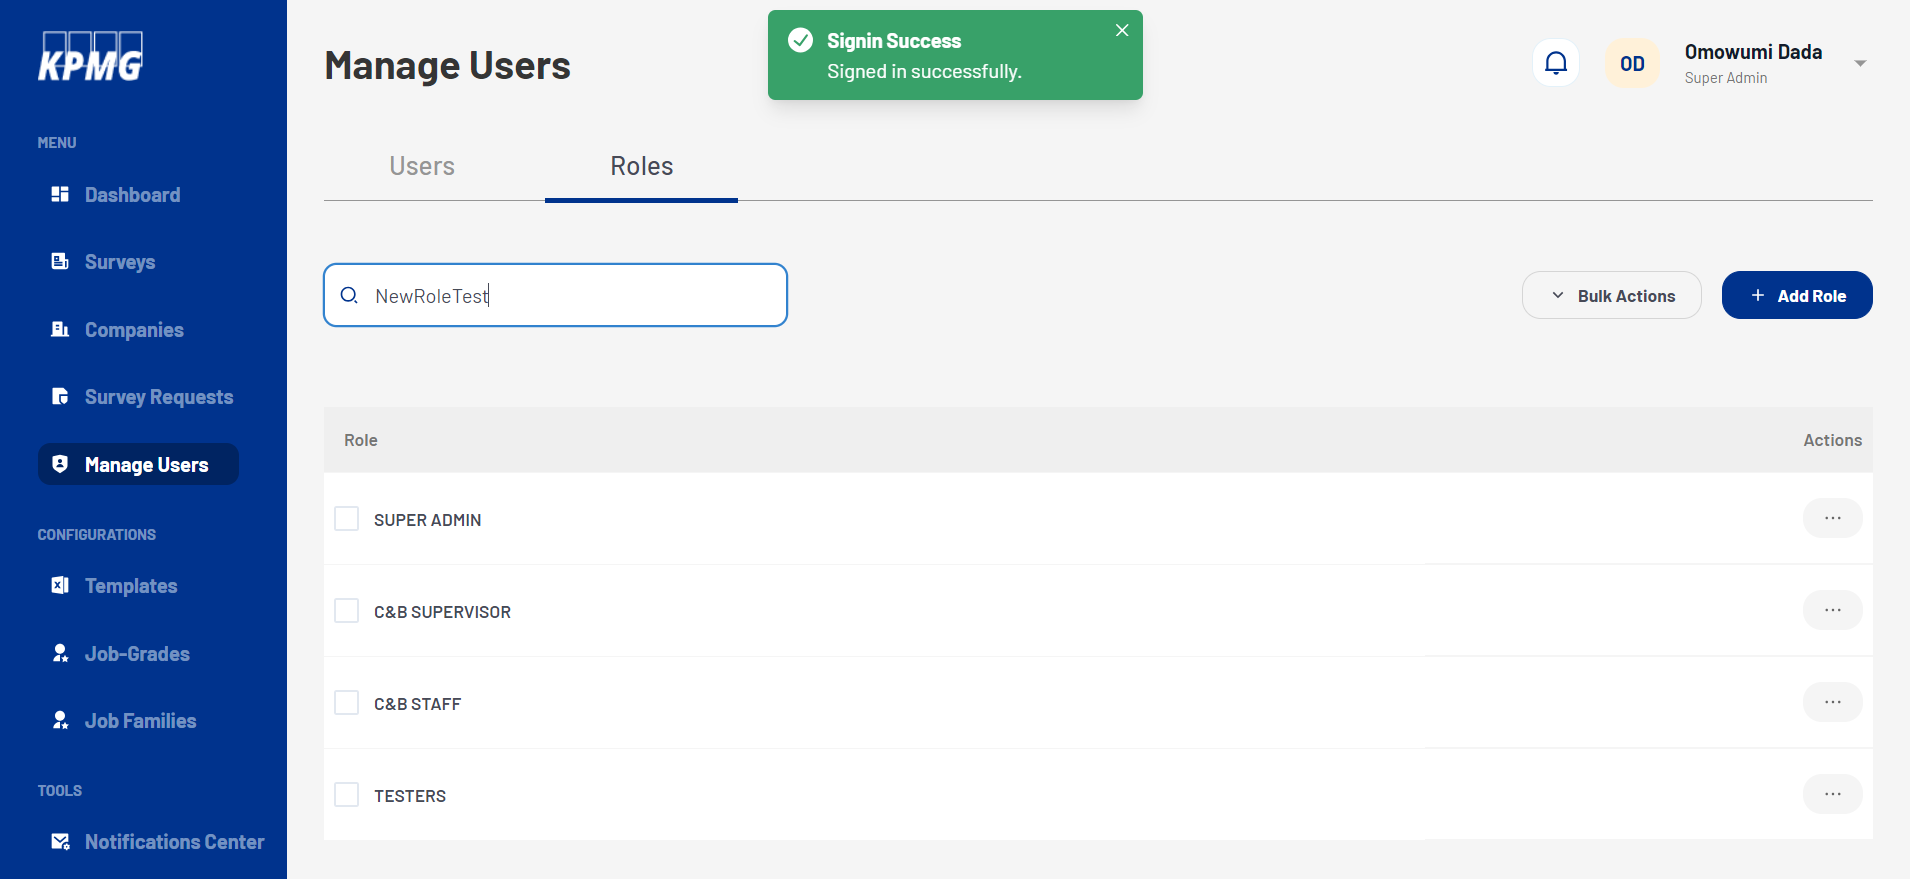 KPMG
MENU
Dashboard
Surveys
Companies
Survey Requests
Manage Users
CONFIGURATIONS
Templates
Job-Grades
Job Families
TOOLS
Notifications Center
Manage Users
Signin Success
Signed in successfully.
OD
Omowumi Dada
Super Admin
Users
Roles
NewRoleTest
Bulk Actions
+ Add Role
Role
Actions
SUPER ADMIN
...
C&B SUPERVISOR
...
C&B STAFF
...
TESTERS
...